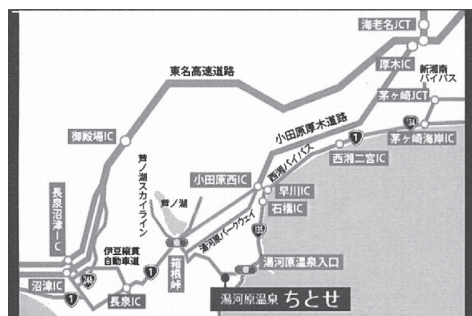 海老名JCT
厚木IC
新湘南
バイパス
東名高速道路
茅ヶ崎JCT
小田原厚木道路
134
茅ヶ崎海岸IC
御殿場IC
1
西湘二宮IC
西湘バイパス
芦ノ湖
スカイライン
芦ノ湖
小田原西IC
早川IC
石橋IC
長泉沼津IC
湯河原パークウェイ
135
伊豆縦貫
自動車道
箱根峠
湯河原温泉入口
沼津IC
246
1
1
長泉IC
湯河原温泉 ちとせ